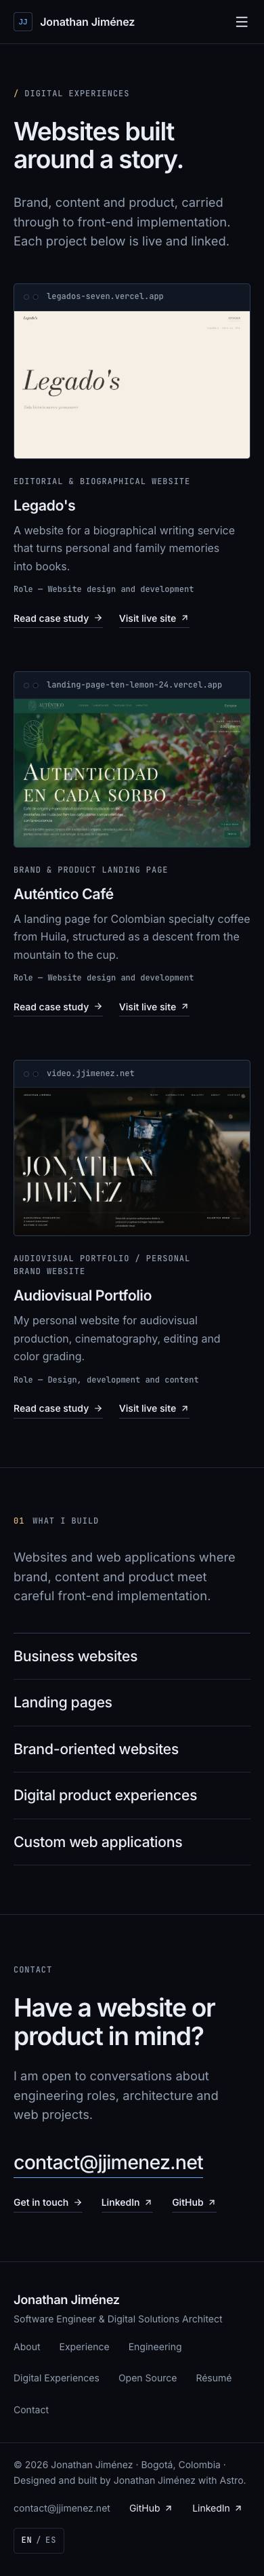 JJ Jonathan Jiménez
/ DIGITAL EXPERIENCES
Websites built
around a story.
Brand, content and product, carried
through to front-end implementation.
Each project below is live and linked.
legados-seven.vercel.app
Legado's
Legado's
EDITORIAL & BIOGRAPHICAL WEBSITE
Legado's
A website for a biographical writing service
that turns personal and family memories
into books.
Role — Website design and development
Read case study → Visit live site ↗
landing-page-ten-lemon-24.vercel.app
AUTENTICIDAD
EN CADA SORBO
BRAND & PRODUCT LANDING PAGE
Auténtico Café
A landing page for Colombian specialty coffee
from Huila, structured as a descent from the
mountain to the cup.
Role — Website design and development
Read case study → Visit live site ↗
video.jjimenez.net
JONATHAN
JIMÉNEZ
AUDIOVISUAL PORTFOLIO / PERSONAL
BRAND WEBSITE
Audiovisual Portfolio
My personal website for audiovisual
production, cinematography, editing and
color grading.
Role — Design, development and content
Read case study → Visit live site ↗
01 WHAT I BUILD
Websites and web applications where
brand, content and product meet
careful front-end implementation.
Business websites
Landing pages
Brand-oriented websites
Digital product experiences
Custom web applications
CONTACT
Have a website or
product in mind?
I am open to conversations about
engineering roles, architecture and
web projects.
contact@jjimenez.net
Get in touch → LinkedIn ↗ GitHub ↗
Jonathan Jiménez
Software Engineer & Digital Solutions Architect
About Experience Engineering
Digital Experiences Open Source Résumé
Contact
© 2026 Jonathan Jiménez · Bogotá, Colombia ·
Designed and built by Jonathan Jiménez with Astro.
contact@jjimenez.net GitHub ↗ LinkedIn ↗
EN / ES